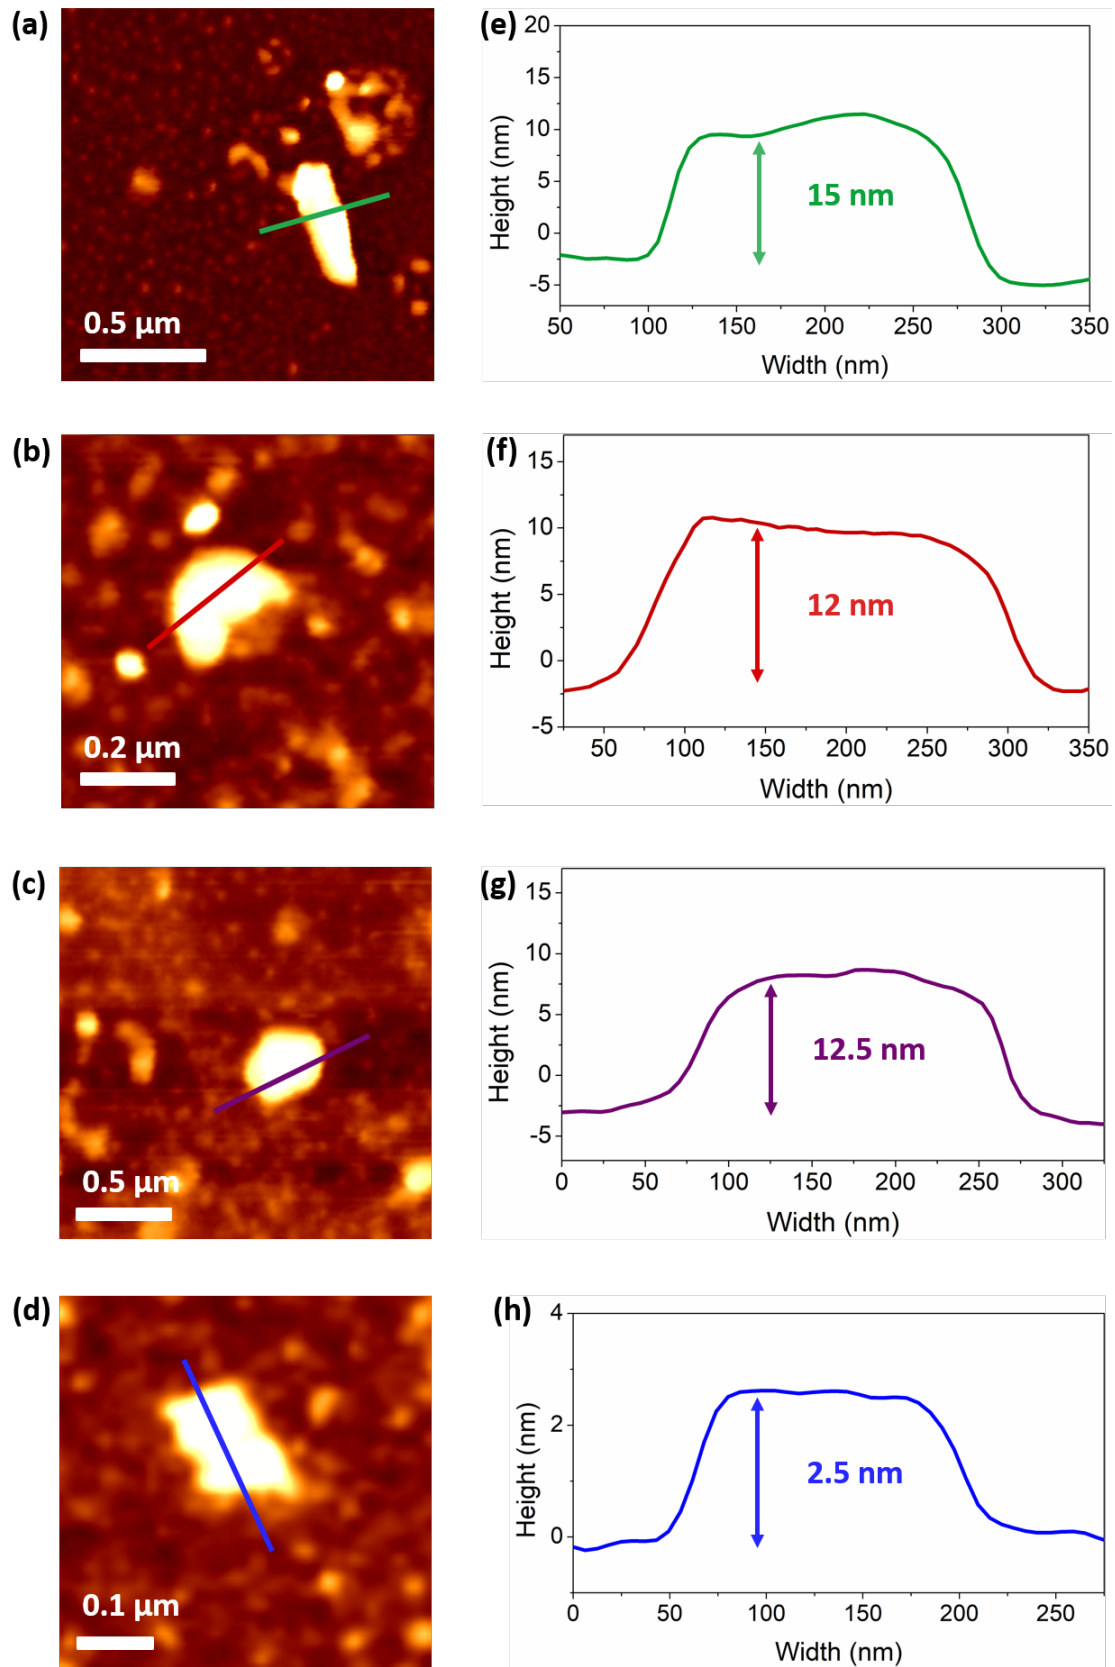 (a)
0.5 μm
(e)
20
15
10
5
0
-5
Height (nm)
15 nm
50 100 150 200 250 300 350
Width (nm)
(b)
0.2 μm
(f)
15
10
5
0
-5
Height (nm)
12 nm
50 100 150 200 250 300 350
Width (nm)
(c)
0.5 μm
(g)
15
10
5
0
-5
Height (nm)
12.5 nm
0 50 100 150 200 250 300
Width (nm)
(d)
0.1 μm
(h)
4
2
0
Height (nm)
2.5 nm
0 50 100 150 200 250
Width (nm)